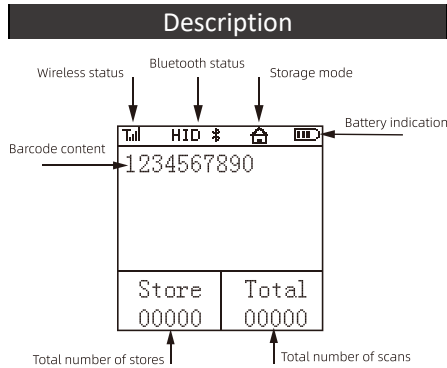 Description
Bluetooth status
Wireless status
Storage mode
Battery indication
HID
Barcode content
1234567890
Store
Total
00000
00000
Total number of stores
Total number of scans